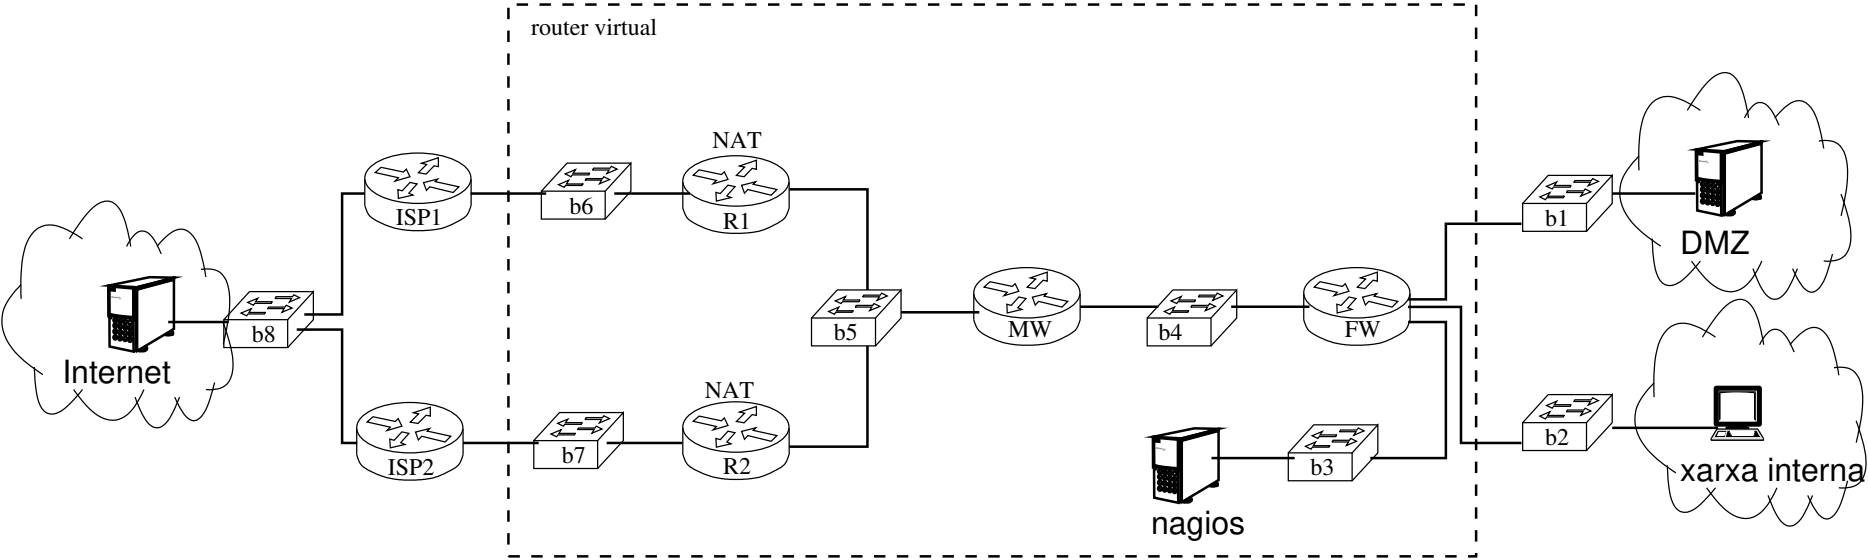 router virtual
NAT
ISP1
b6
R1
b1
DMZ
Internet
b8
b5
MW
b4
FW
NAT
ISP2
b7
R2
b3
b2
xarxa interna
nagios